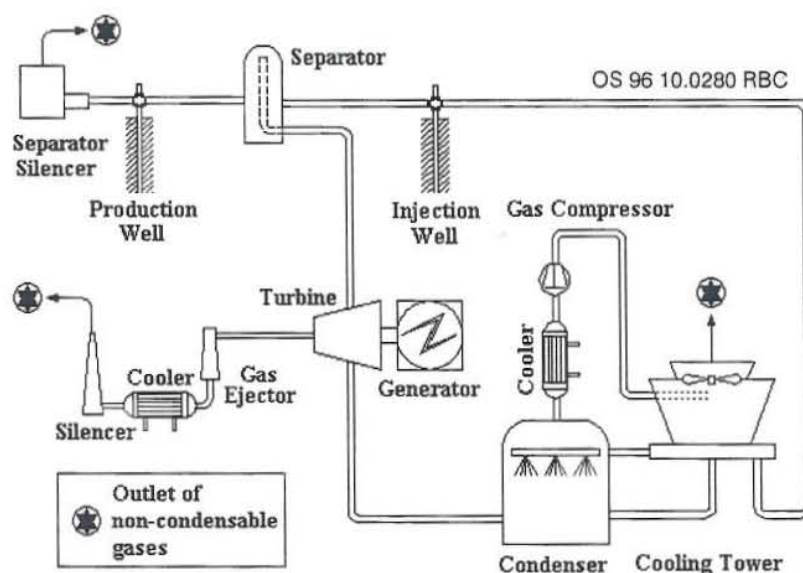 Separator
OS 96 10.0280 RBC
Separator
Silencer
Production
Well
Injection
Well
Gas Compressor
Turbine
Cooler
Gas
Ejector
Generator
Cooler
Silencer
Outlet of
non-condensable
gases
Condenser
Cooling Tower